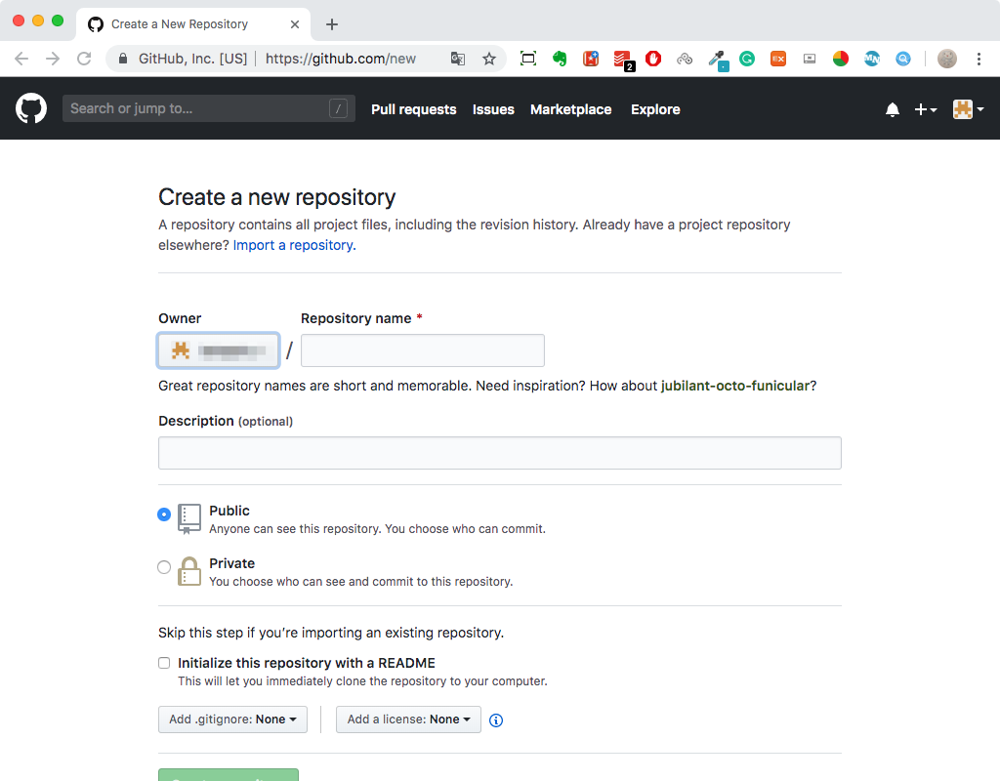 Create a New Repository
GitHub, Inc. [US] https://github.com/new
2
EX
Search or jump to... /
Pull requests Issues Marketplace Explore
Create a new repository
A repository contains all project files, including the revision history. Already have a project repository
elsewhere? Import a repository.
Owner Repository name *
/
Great repository names are short and memorable. Need inspiration? How about jubilant-octo-funicular?
Description (optional)
Public
Anyone can see this repository. You choose who can commit.
Private
You choose who can see and commit to this repository.
Skip this step if you’re importing an existing repository.
Initialize this repository with a README
This will let you immediately clone the repository to your computer.
Add .gitignore: None Add a license: None